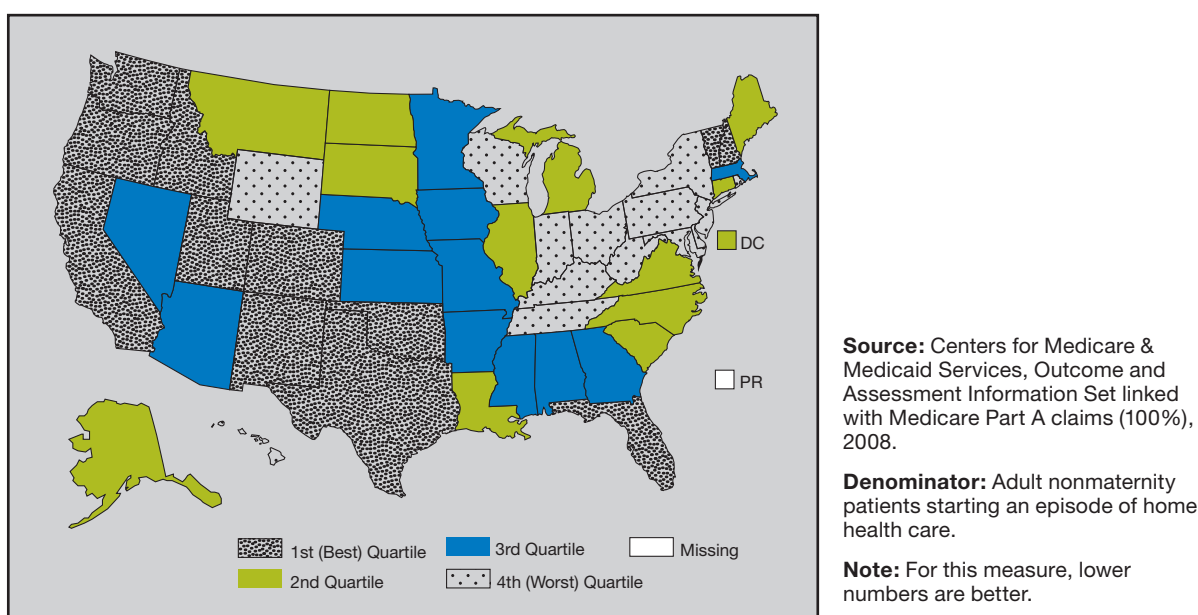 DC
PR
1st (Best) Quartile
3rd Quartile
Missing
2nd Quartile
4th (Worst) Quartile
Source: Centers for Medicare &
Medicaid Services, Outcome and
Assessment Information Set linked
with Medicare Part A claims (100%),
2008.
Denominator: Adult nonmaternity
patients starting an episode of home
health care.
Note: For this measure, lower
numbers are better.